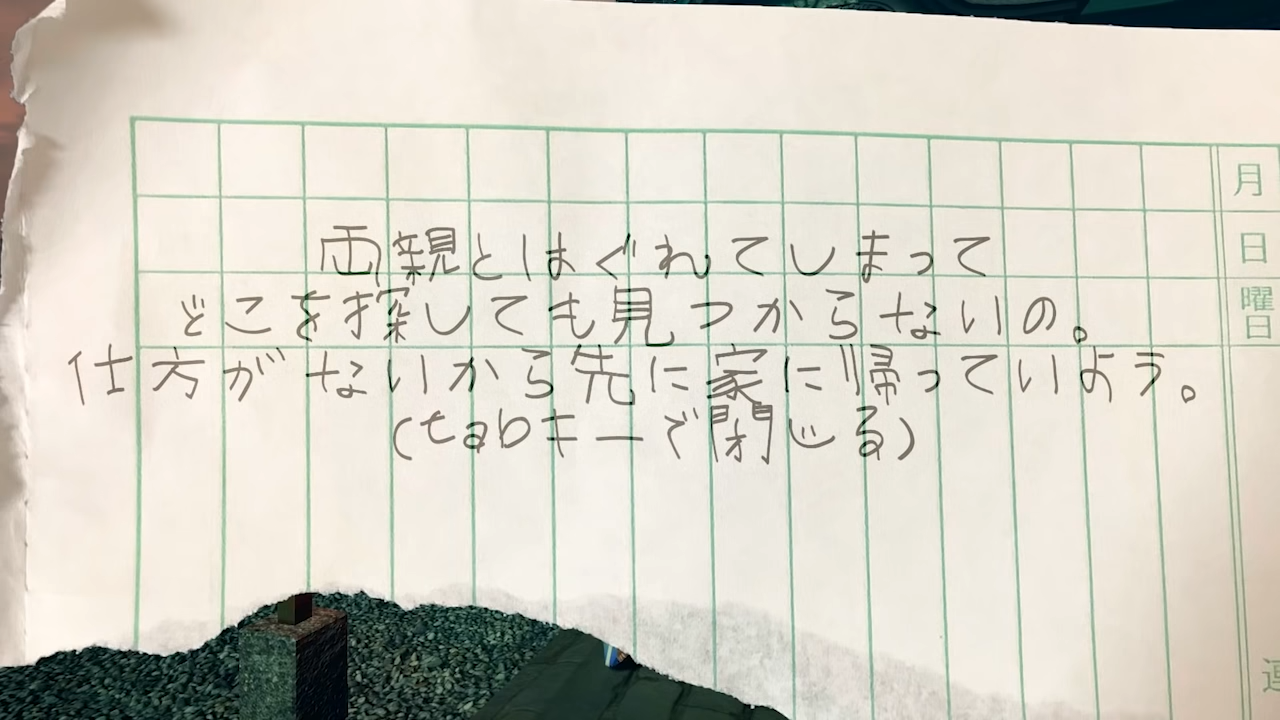 両親とはぐれてしまって
どこを探しても見つからないの。
仕方がないから先に家に帰っていよう。
(tabキーで閉じる)
月
日
曜日